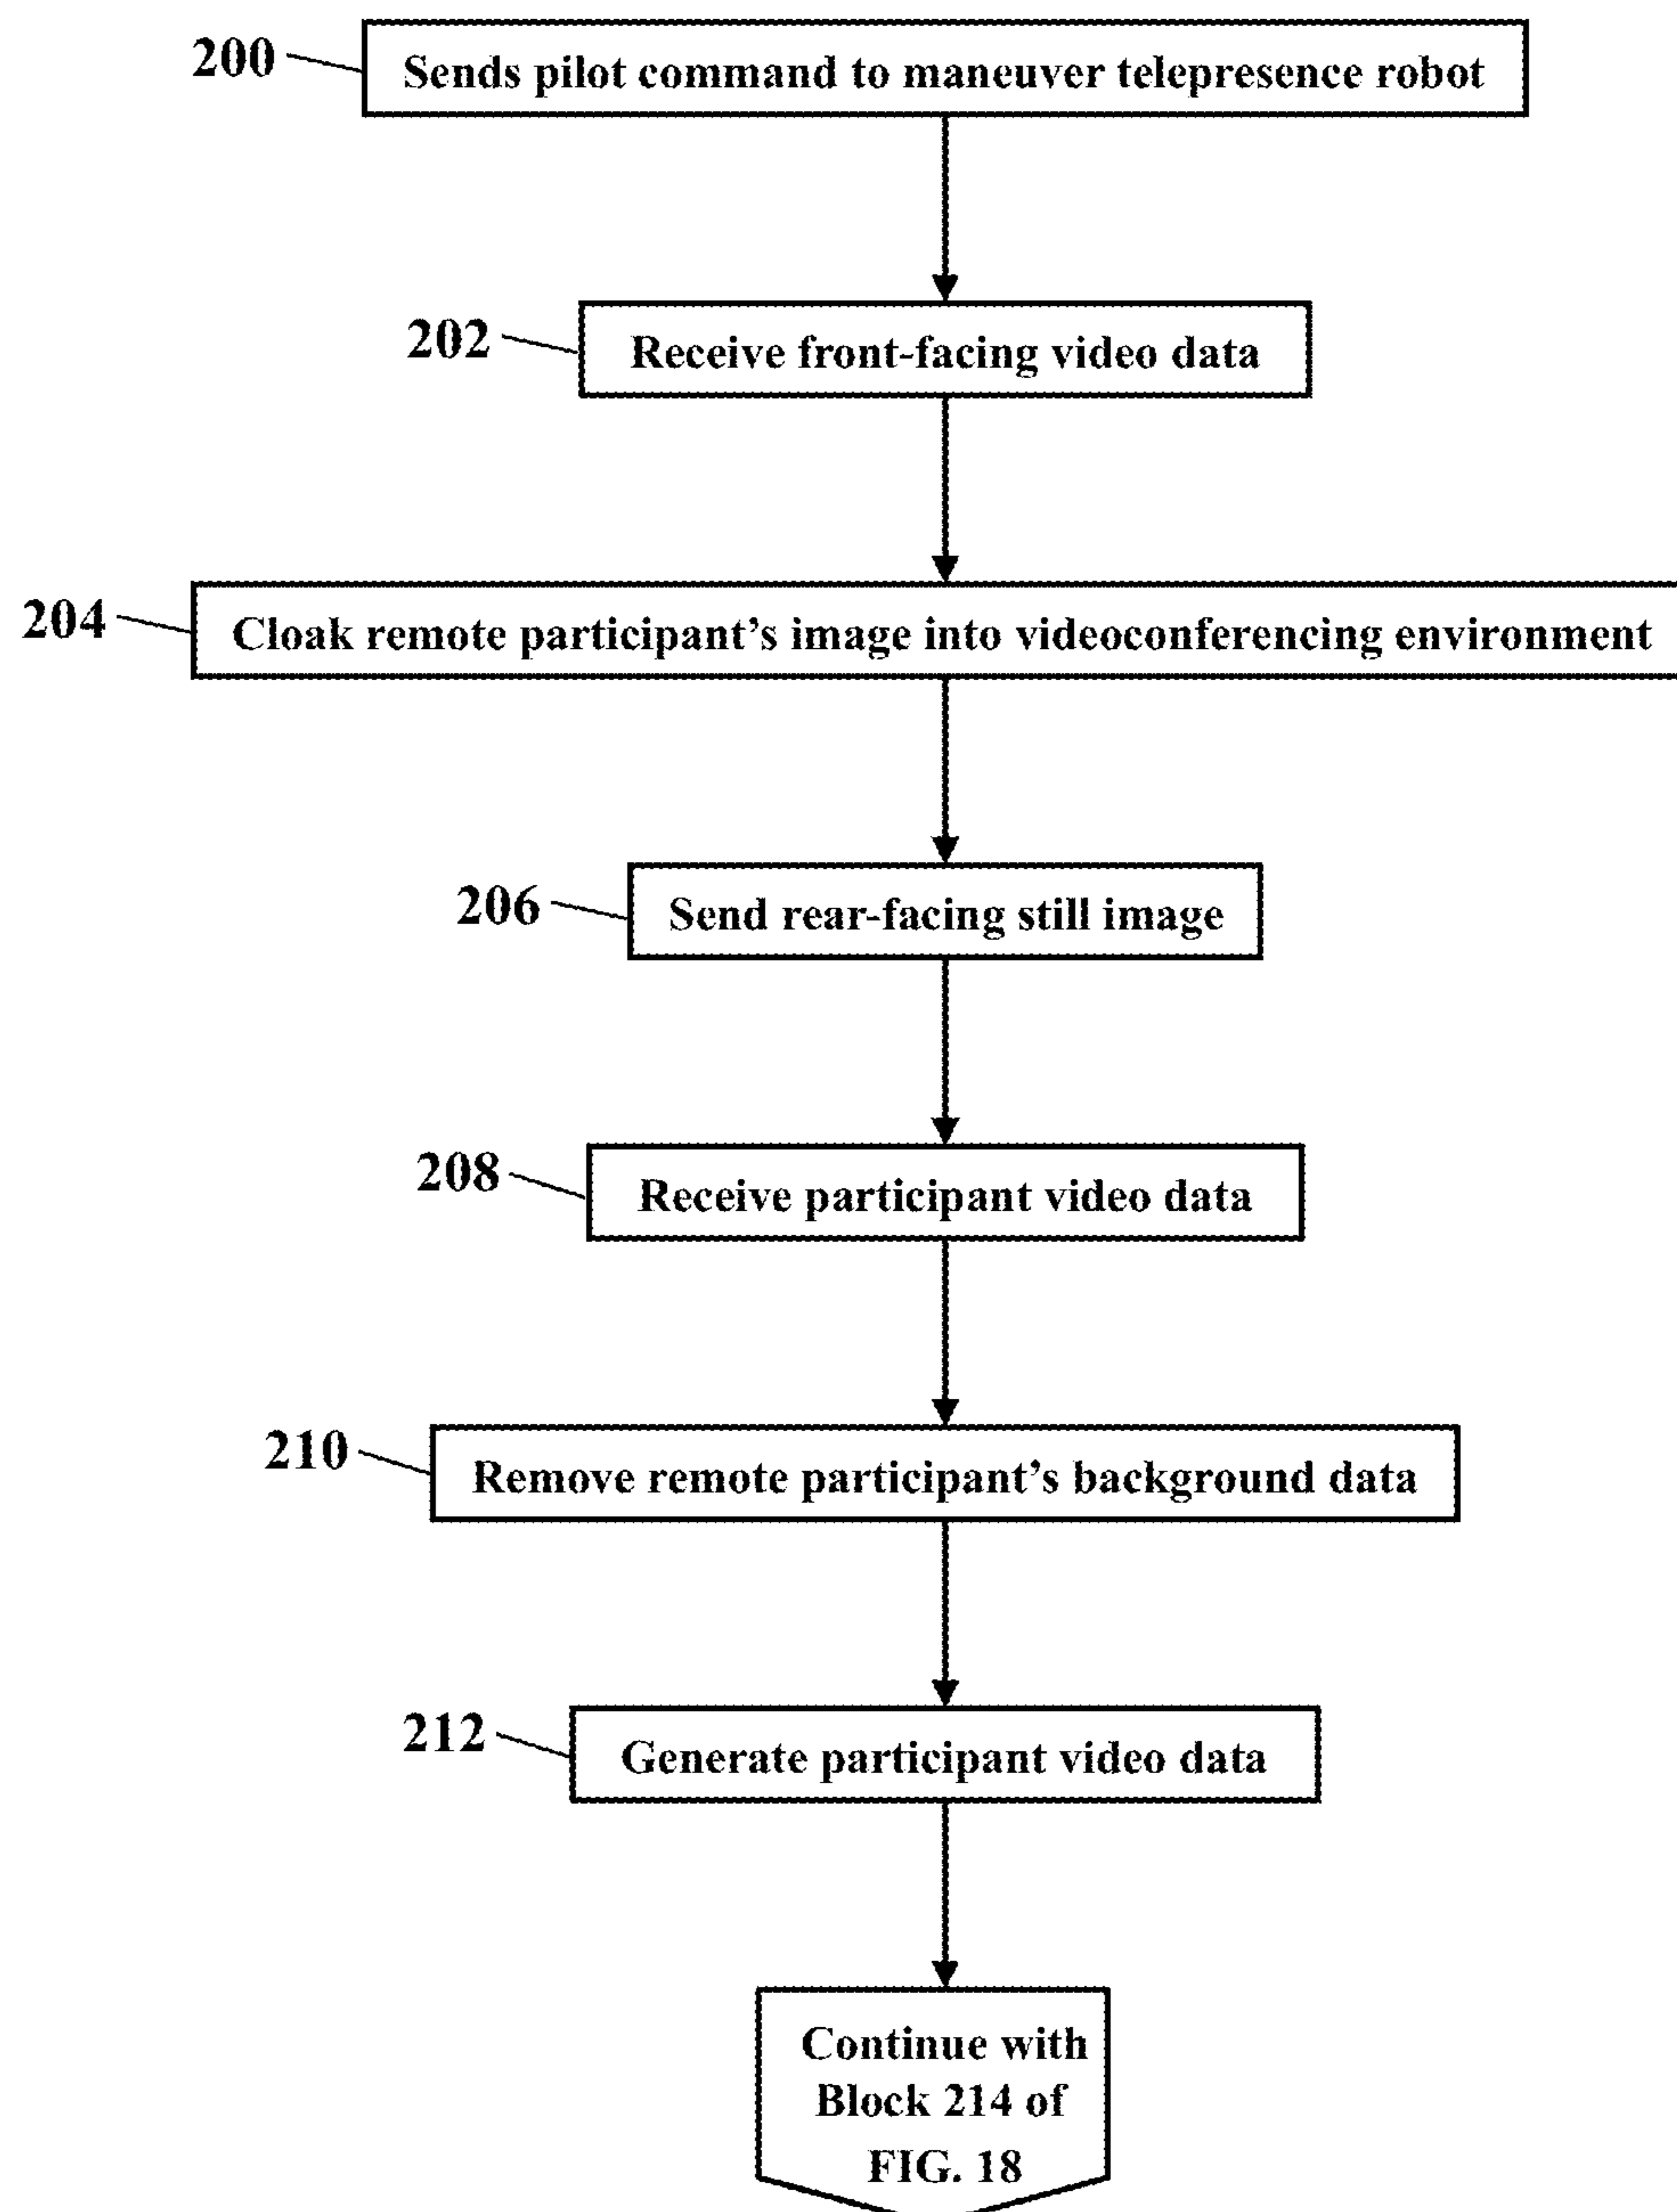 200
Sends pilot command to maneuver telepresence robot
202
Receive front-facing video data
204
Cloak remote participant's image into videoconferencing environment
206
Send rear-facing still image
208
Receive participant video data
210
Remove remote participant's background data
212
Generate participant video data
Continue with
Block 214 of
FIG. 18